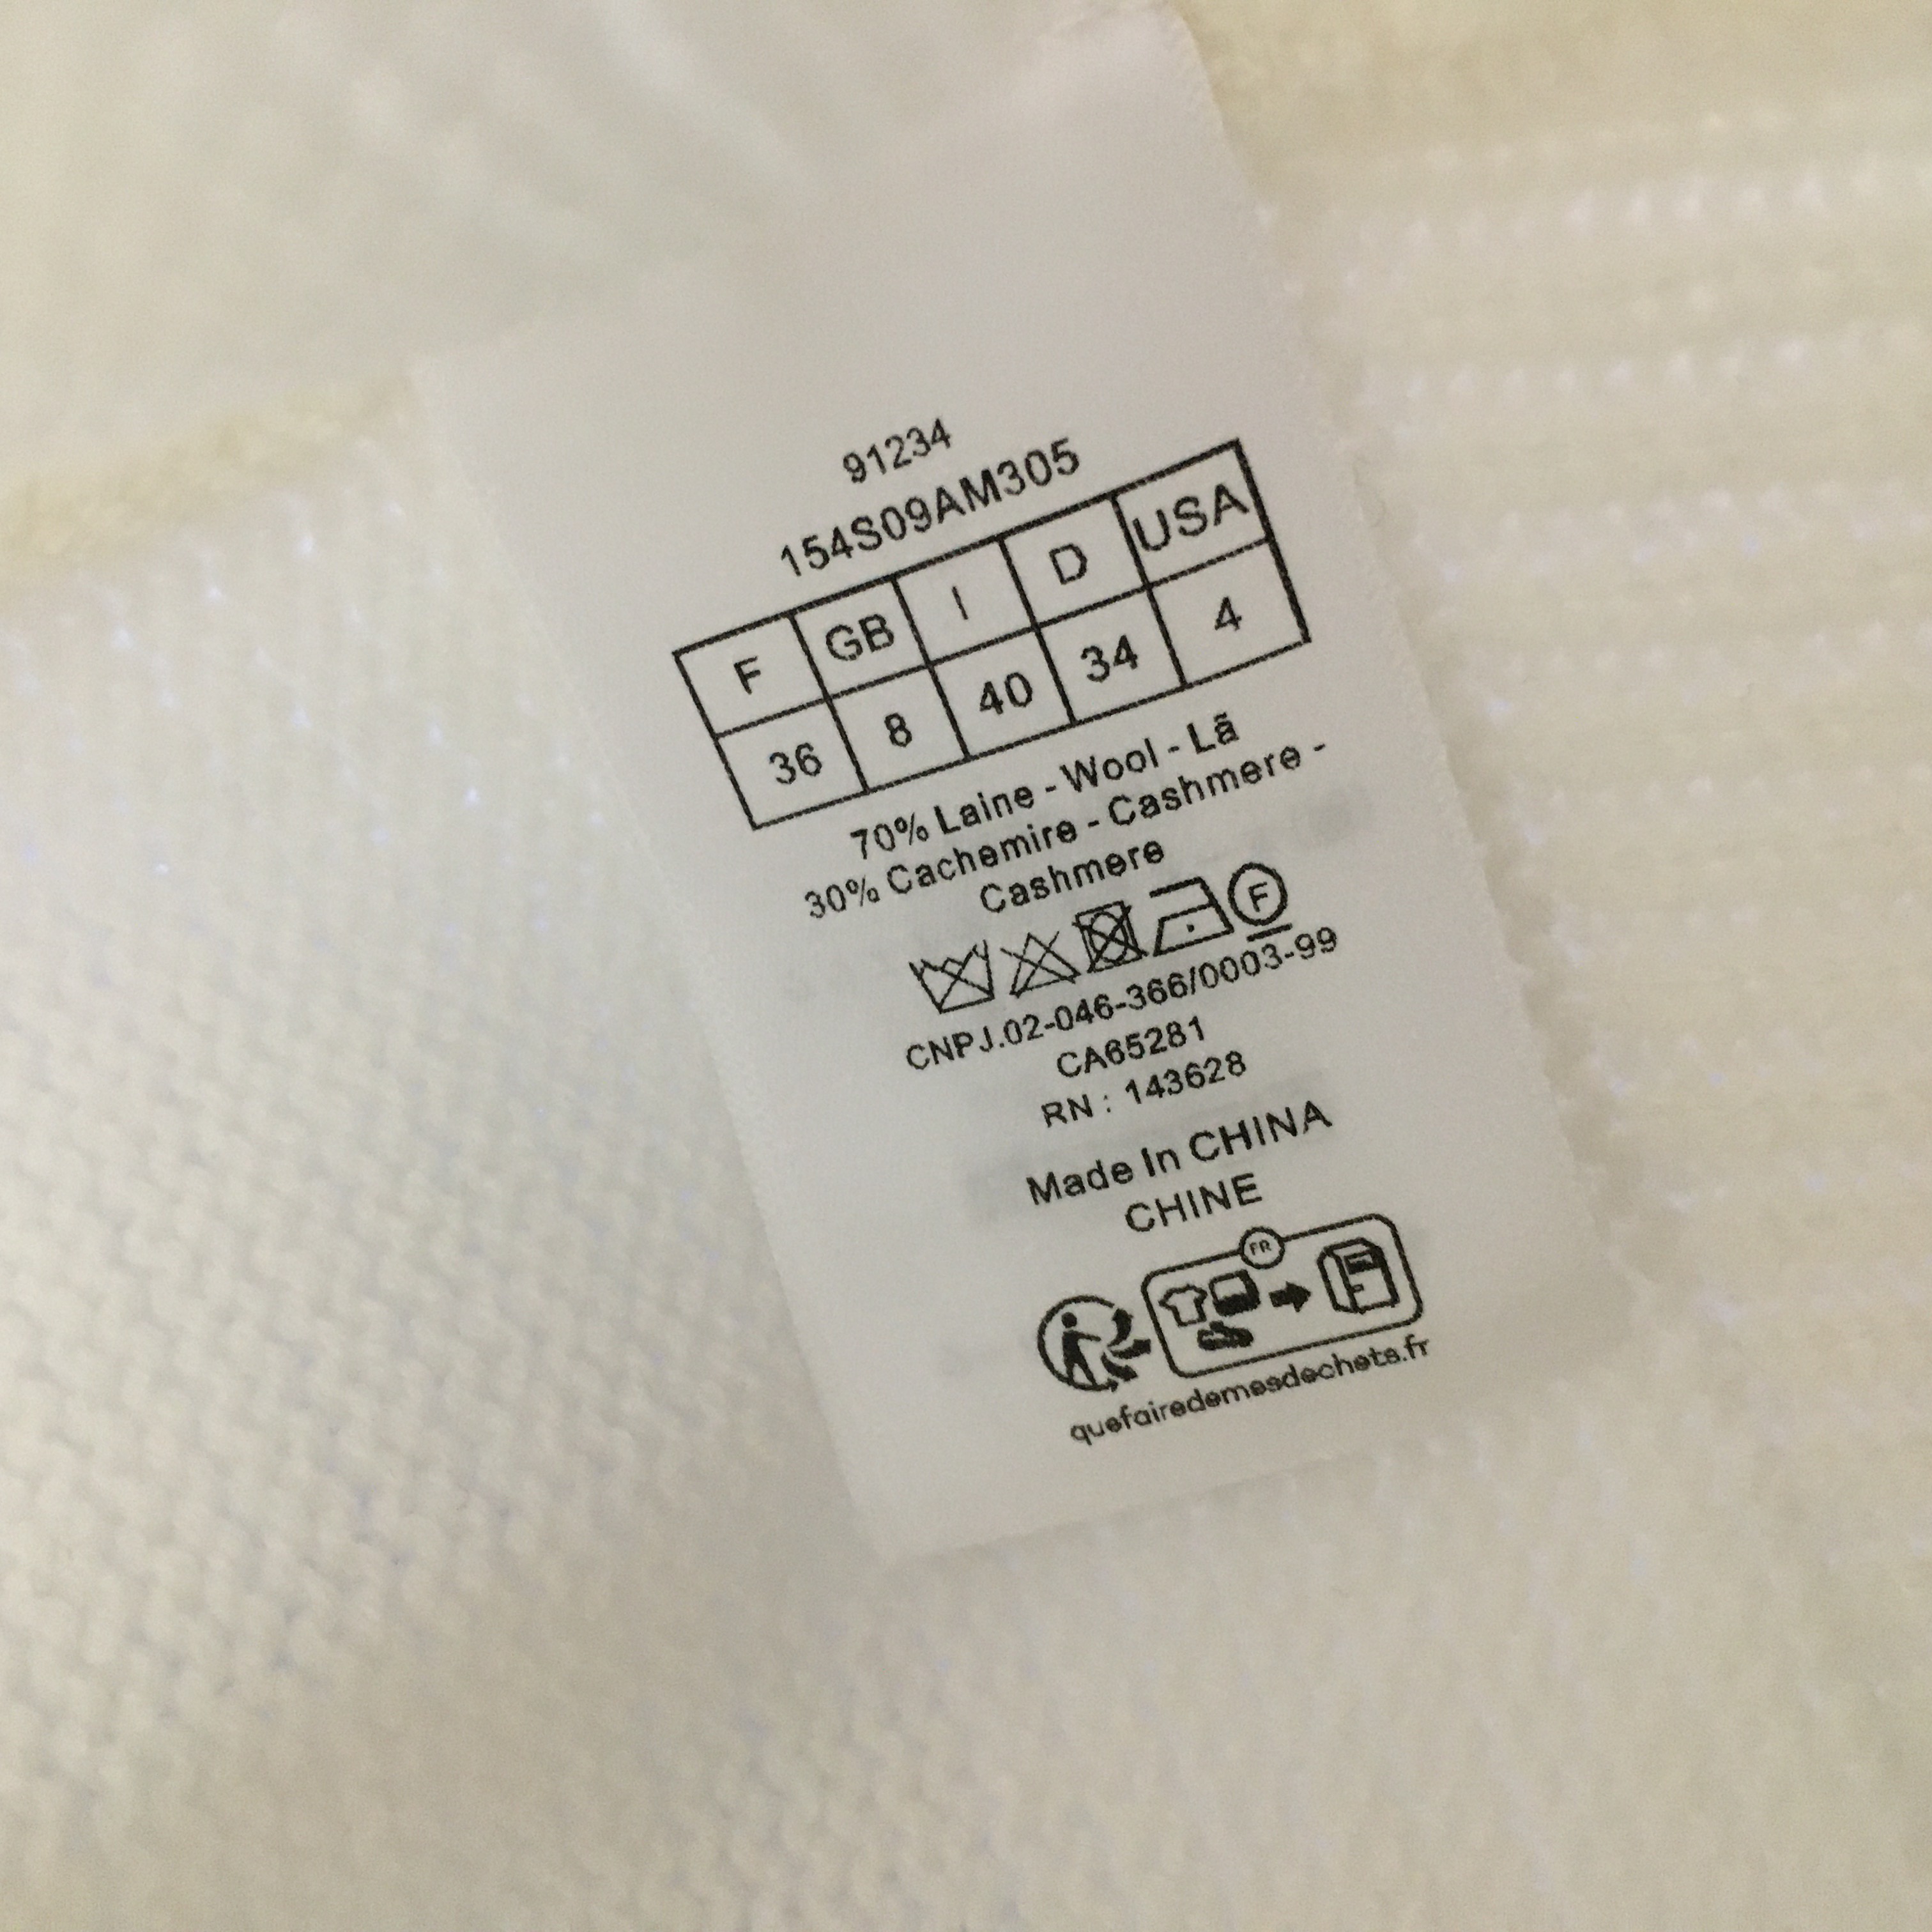 91234
154S09AM305
F GB I D USA
36 8 40 34 4
70% Laine - Wool - Lã
30% Cachemire - Cashmere -
Cashmere
F
CNPJ.02-046-366/0003-99
CA65281
RN : 143628
Made In CHINA
CHINE
FR
quefairedemesdechets.fr